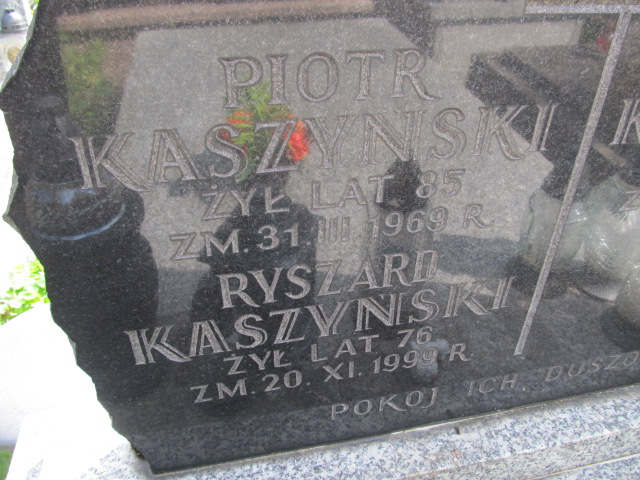 PIOTR
KASZYŃSKI
ŻYŁ LAT 85
ZM. 31. III 1969 R.
RYSZARD
KASZYŃSKI
ŻYŁ LAT 76
ZM. 20. XI. 1999 R.
POKÓJ ICH DUSZO